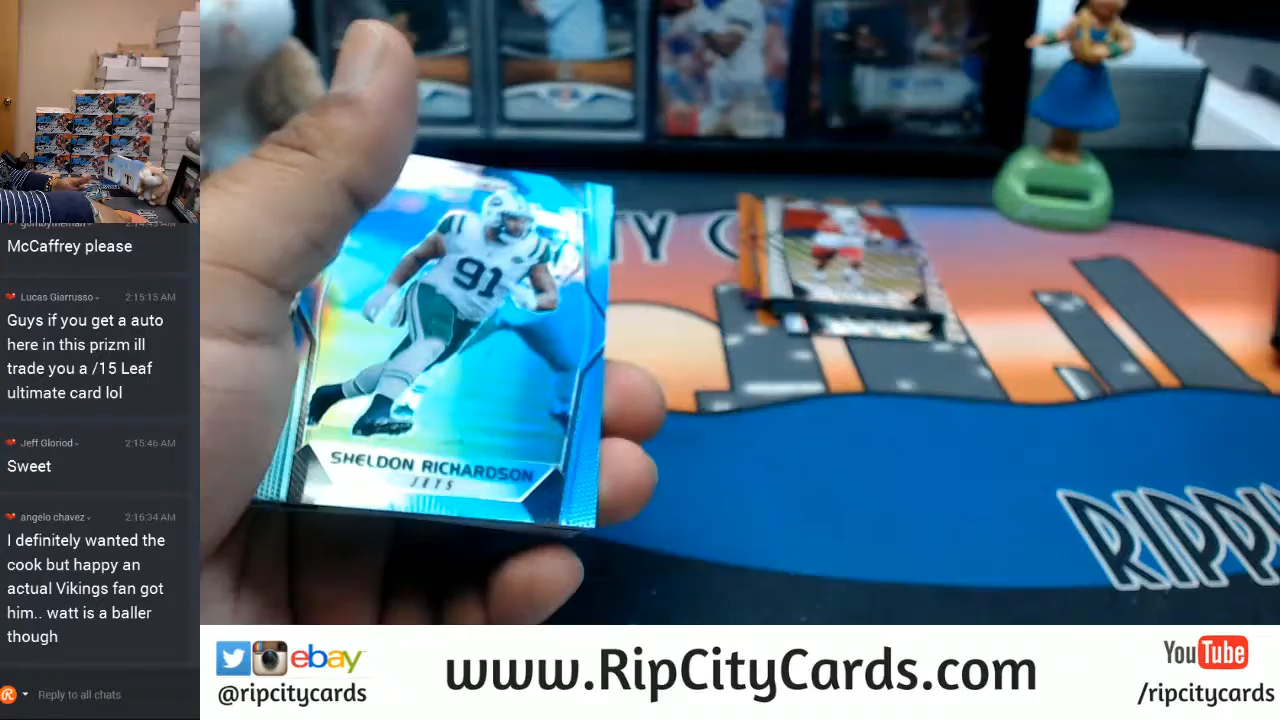 McCaffrey please
Lucas Giarrusso
2:15:15 AM
Guys if you get a auto
here in this prizm ill
trade you a /15 Leaf
ultimate card lol
Jeff Gloriod
2:15:46 AM
Sweet
angelo chavez
2:16:34 AM
I definitely wanted the
cook but happy an
actual Vikings fan got
him.. watt is a baller
though
Reply to all chats
91
SHELDON RICHARDSON
JETS
RIPPI
ebay
@ripcitycards
www.RipCityCards.com
YouTube
/ripcitycards